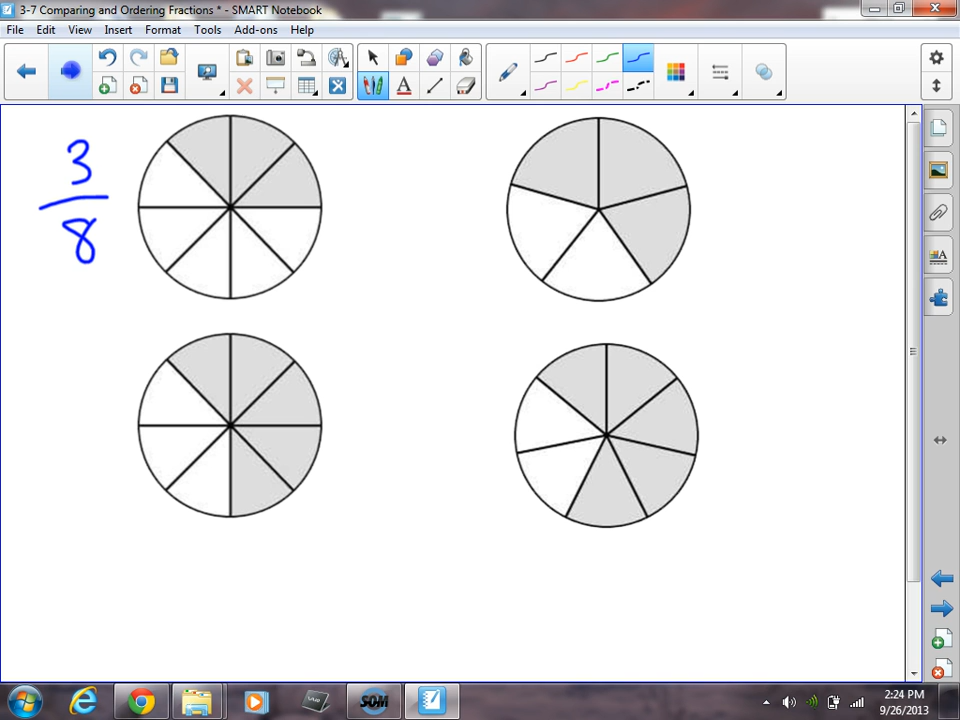 3-7 Comparing and Ordering Fractions * - SMART Notebook
File Edit View Insert Format Tools Add-ons Help
A
A
3
8
SOM
2:24 PM
9/26/2013